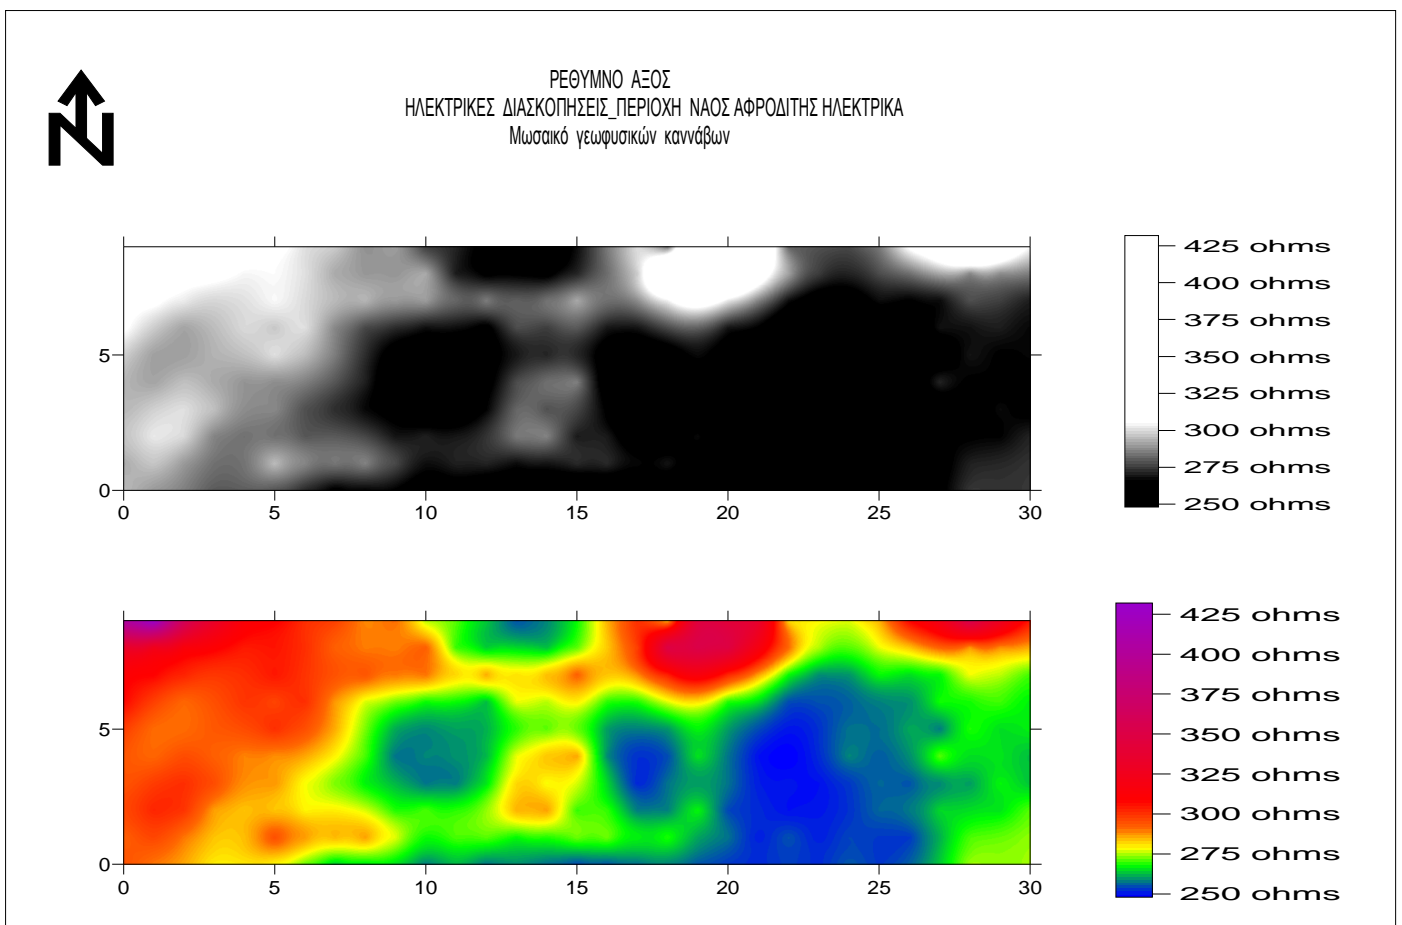 N
ΡΕΘΥΜΝΟ ΑΞΟΣ
ΗΛΕΚΤΡΙΚΕΣ ΔΙΑΣΚΟΠΗΣΕΙΣ_ΠΕΡΙΟΧΗ ΝΑΟΣ ΑΦΡΟΔΙΤΗΣ ΗΛΕΚΤΡΙΚΑ
Μωσαικό γεωφυσικών καννάβων
5
0
0 5 10 15 20 25 30
425 ohms
400 ohms
375 ohms
350 ohms
325 ohms
300 ohms
275 ohms
250 ohms
5
0
0 5 10 15 20 25 30
425 ohms
400 ohms
375 ohms
350 ohms
325 ohms
300 ohms
275 ohms
250 ohms